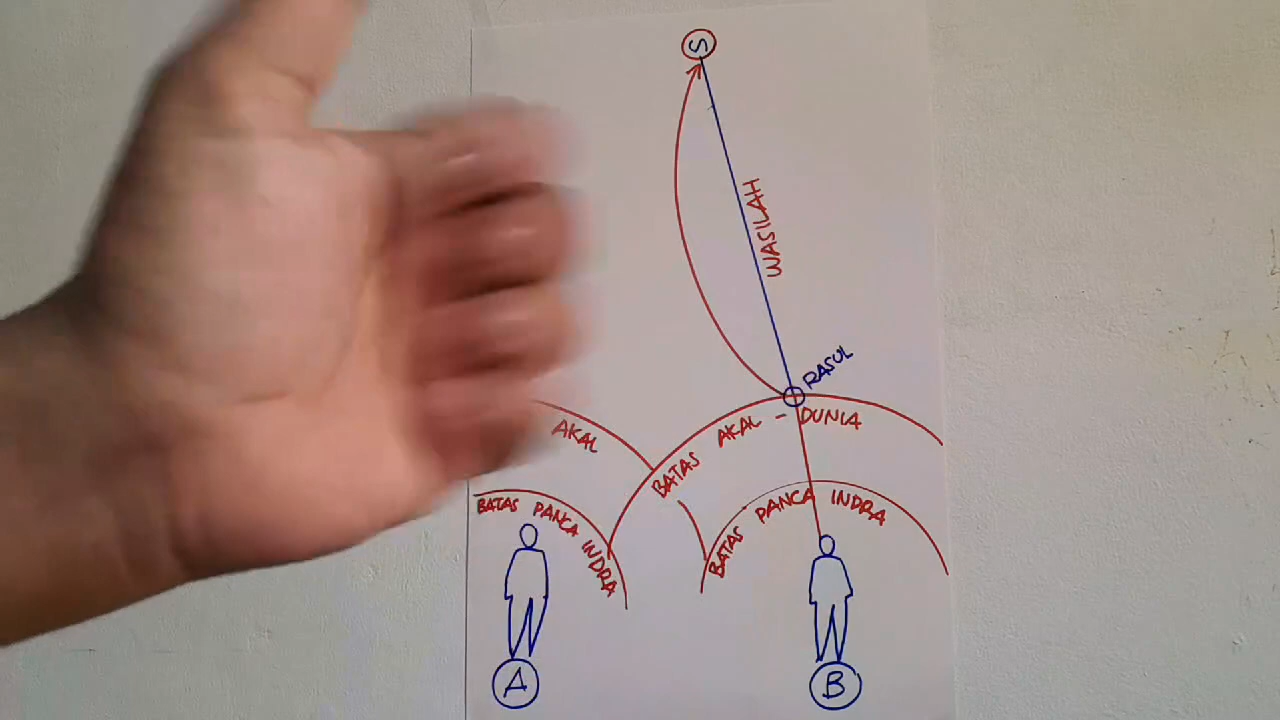 S
WASILAH
RASUL
AKAL
BATAS AKAL - DUNIA
BATAS PANCA INDRA
BATAS PANCA INDRA
A
B